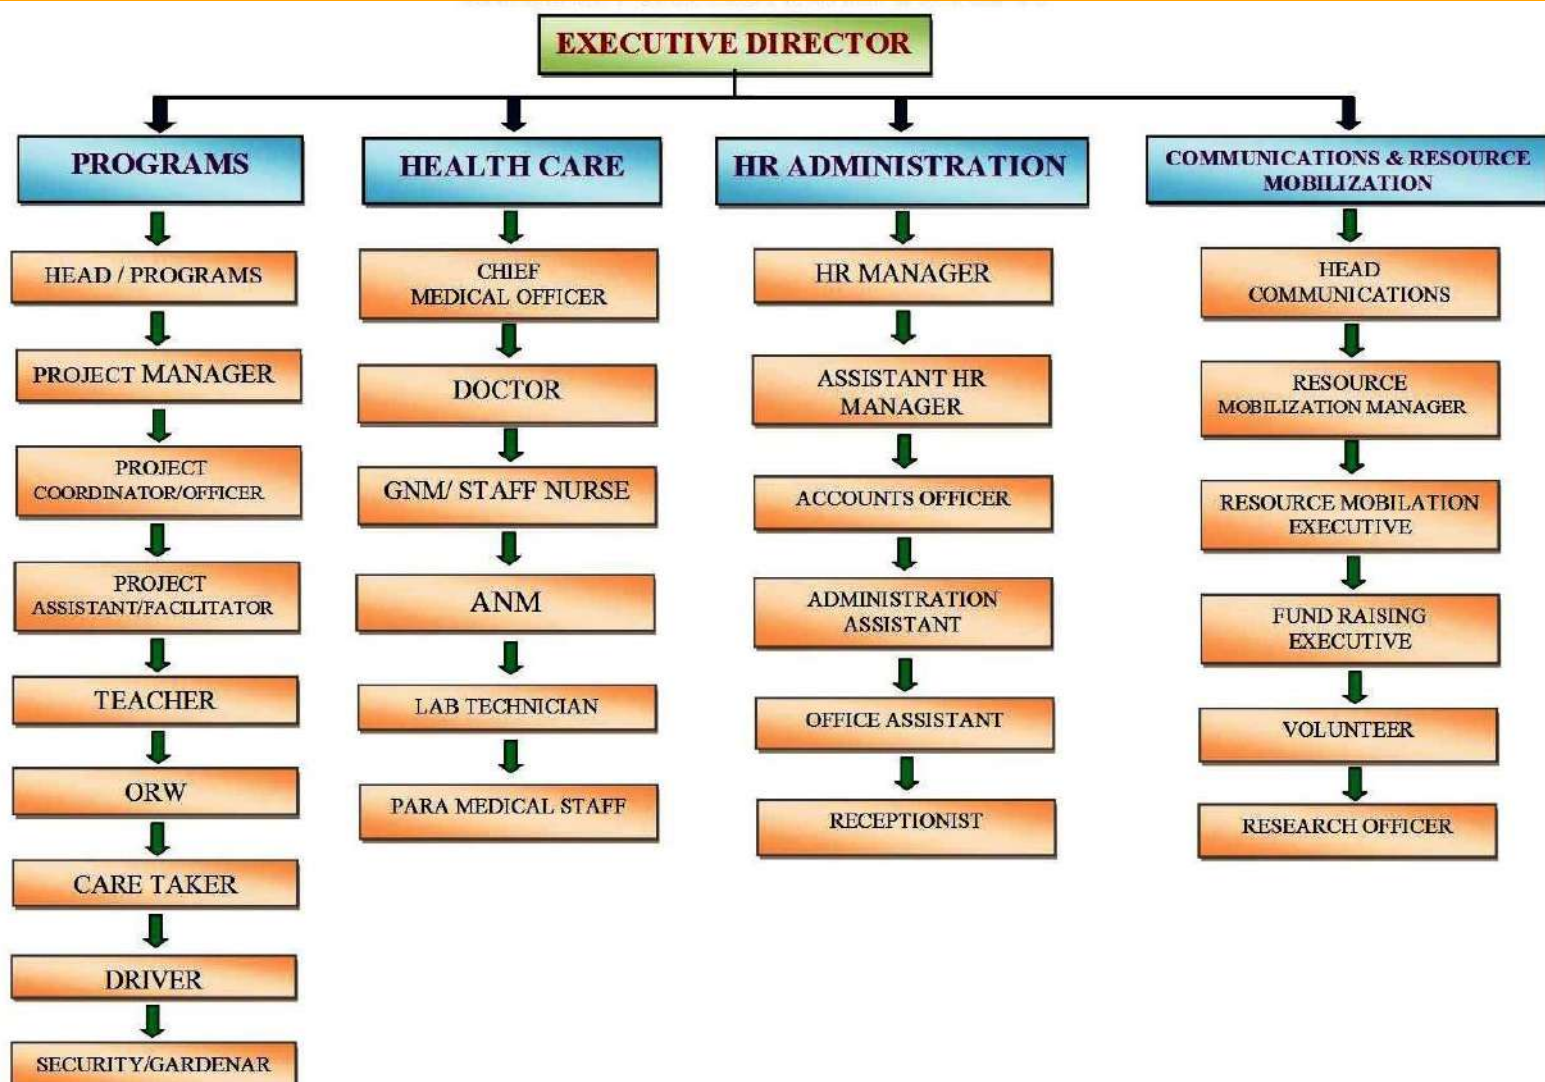 EXECUTIVE DIRECTOR
PROGRAMS
HEAD / PROGRAMS
PROJECT MANAGER
PROJECT
COORDINATOR/OFFICER
PROJECT
ASSISTANT/FACILITATOR
TEACHER
ORW
CARE TAKER
DRIVER
SECURITY/GARDENAR
HEALTH CARE
CHIEF
MEDICAL OFFICER
DOCTOR
GNM/ STAFF NURSE
ANM
LAB TECHNICIAN
PARA MEDICAL STAFF
HR ADMINISTRATION
HR MANAGER
ASSISTANT HR
MANAGER
ACCOUNTS OFFICER
ADMINISTRATION
ASSISTANT
OFFICE ASSISTANT
RECEPTIONIST
COMMUNICATIONS & RESOURCE
MOBILIZATION
HEAD
COMMUNICATIONS
RESOURCE
MOBILIZATION MANAGER
RESOURCE MOBILATION
EXECUTIVE
FUND RAISING
EXECUTIVE
VOLUNTEER
RESEARCH OFFICER